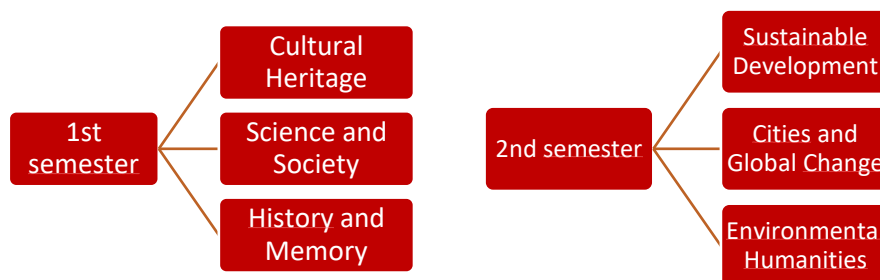 Cultural
Heritage
1st
semester
Science and
Society
History and
Memory
Sustainable
Development
2nd semester
Cities and
Global Change
Environmental
Humanities